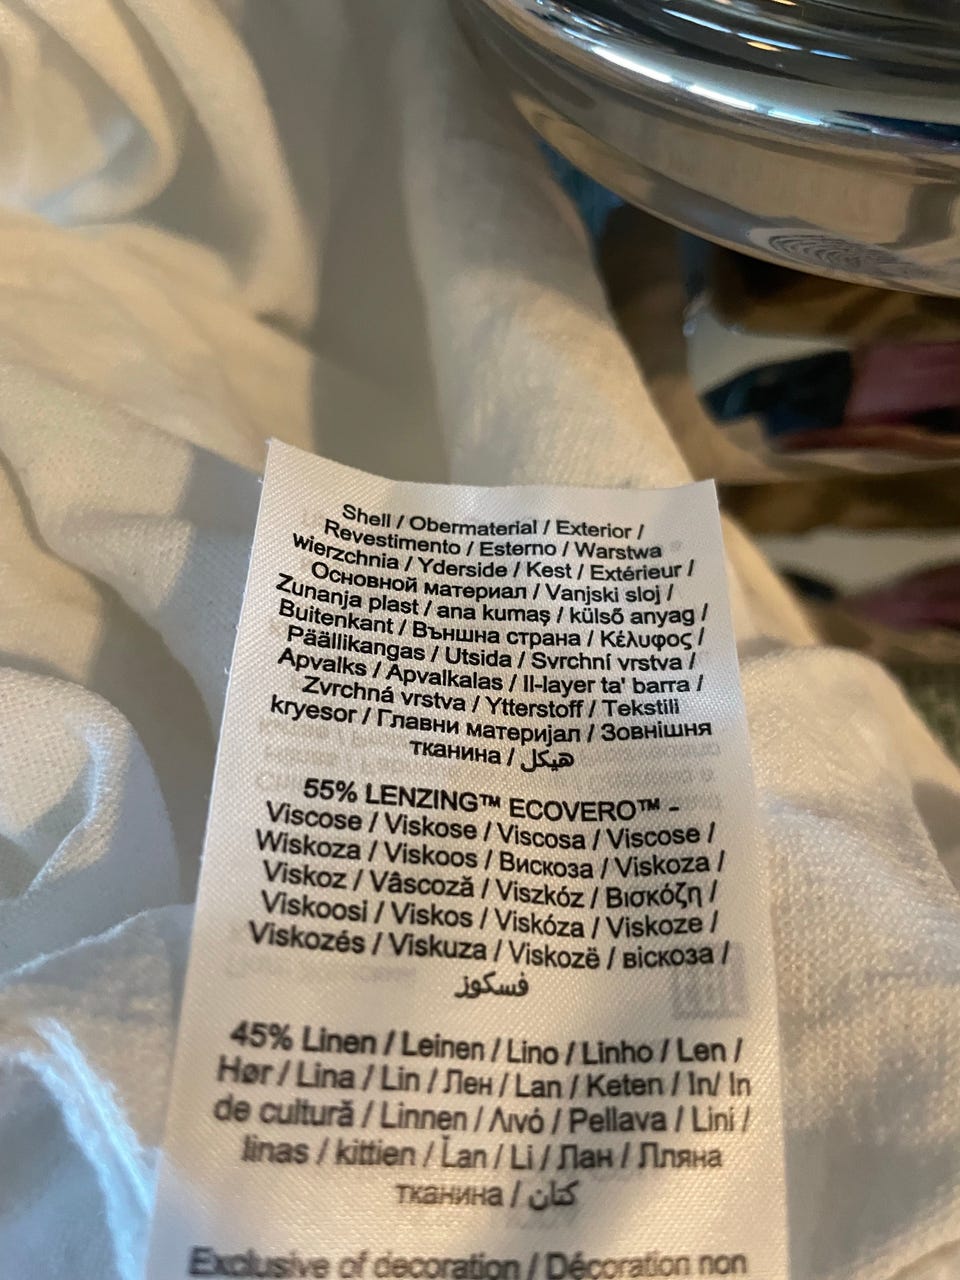 Shell / Obermaterial / Exterior /
Revestimento / Esterno / Warstwa
wierzchnia / Yderside / Kest / Extérieur /
Основной материал / Vanjski sloj /
Zunanja plast / ana kumaş / külső anyag /
Buitenkant / Външна страна / Κέλυφος /
Päällikangas / Utsida / Svrchní vrstva /
Apvalks / Apvalkalas / Il-layer ta' barra /
Zvrchná vrstva / Ytterstoff / Tekstili
kryesor / Главни материјал / Зовнішня
тканина / هيكل
55% LENZING™ ECOVERO™ -
Viscose / Viskose / Viscosa / Viscose /
Wiskoza / Viskoos / Вискоза / Viskoza /
Viskoz / Vâscoză / Viszkóz / Βισκόζη /
Viskoosi / Viskos / Viskóza / Viskoze /
Viskozės / Viskuza / Viskozë / віскоза /
فسكوز
45% Linen / Leinen / Lino / Linho / Len /
Hør / Lina / Lin / Лен / Lan / Keten / In/ In
de cultură / Linnen / Λινό / Pellava / Lini /
linas / kittien / Ľan / Li / Лан / Лляна
тканина / كتان
Exclusive of decoration / Décoration non